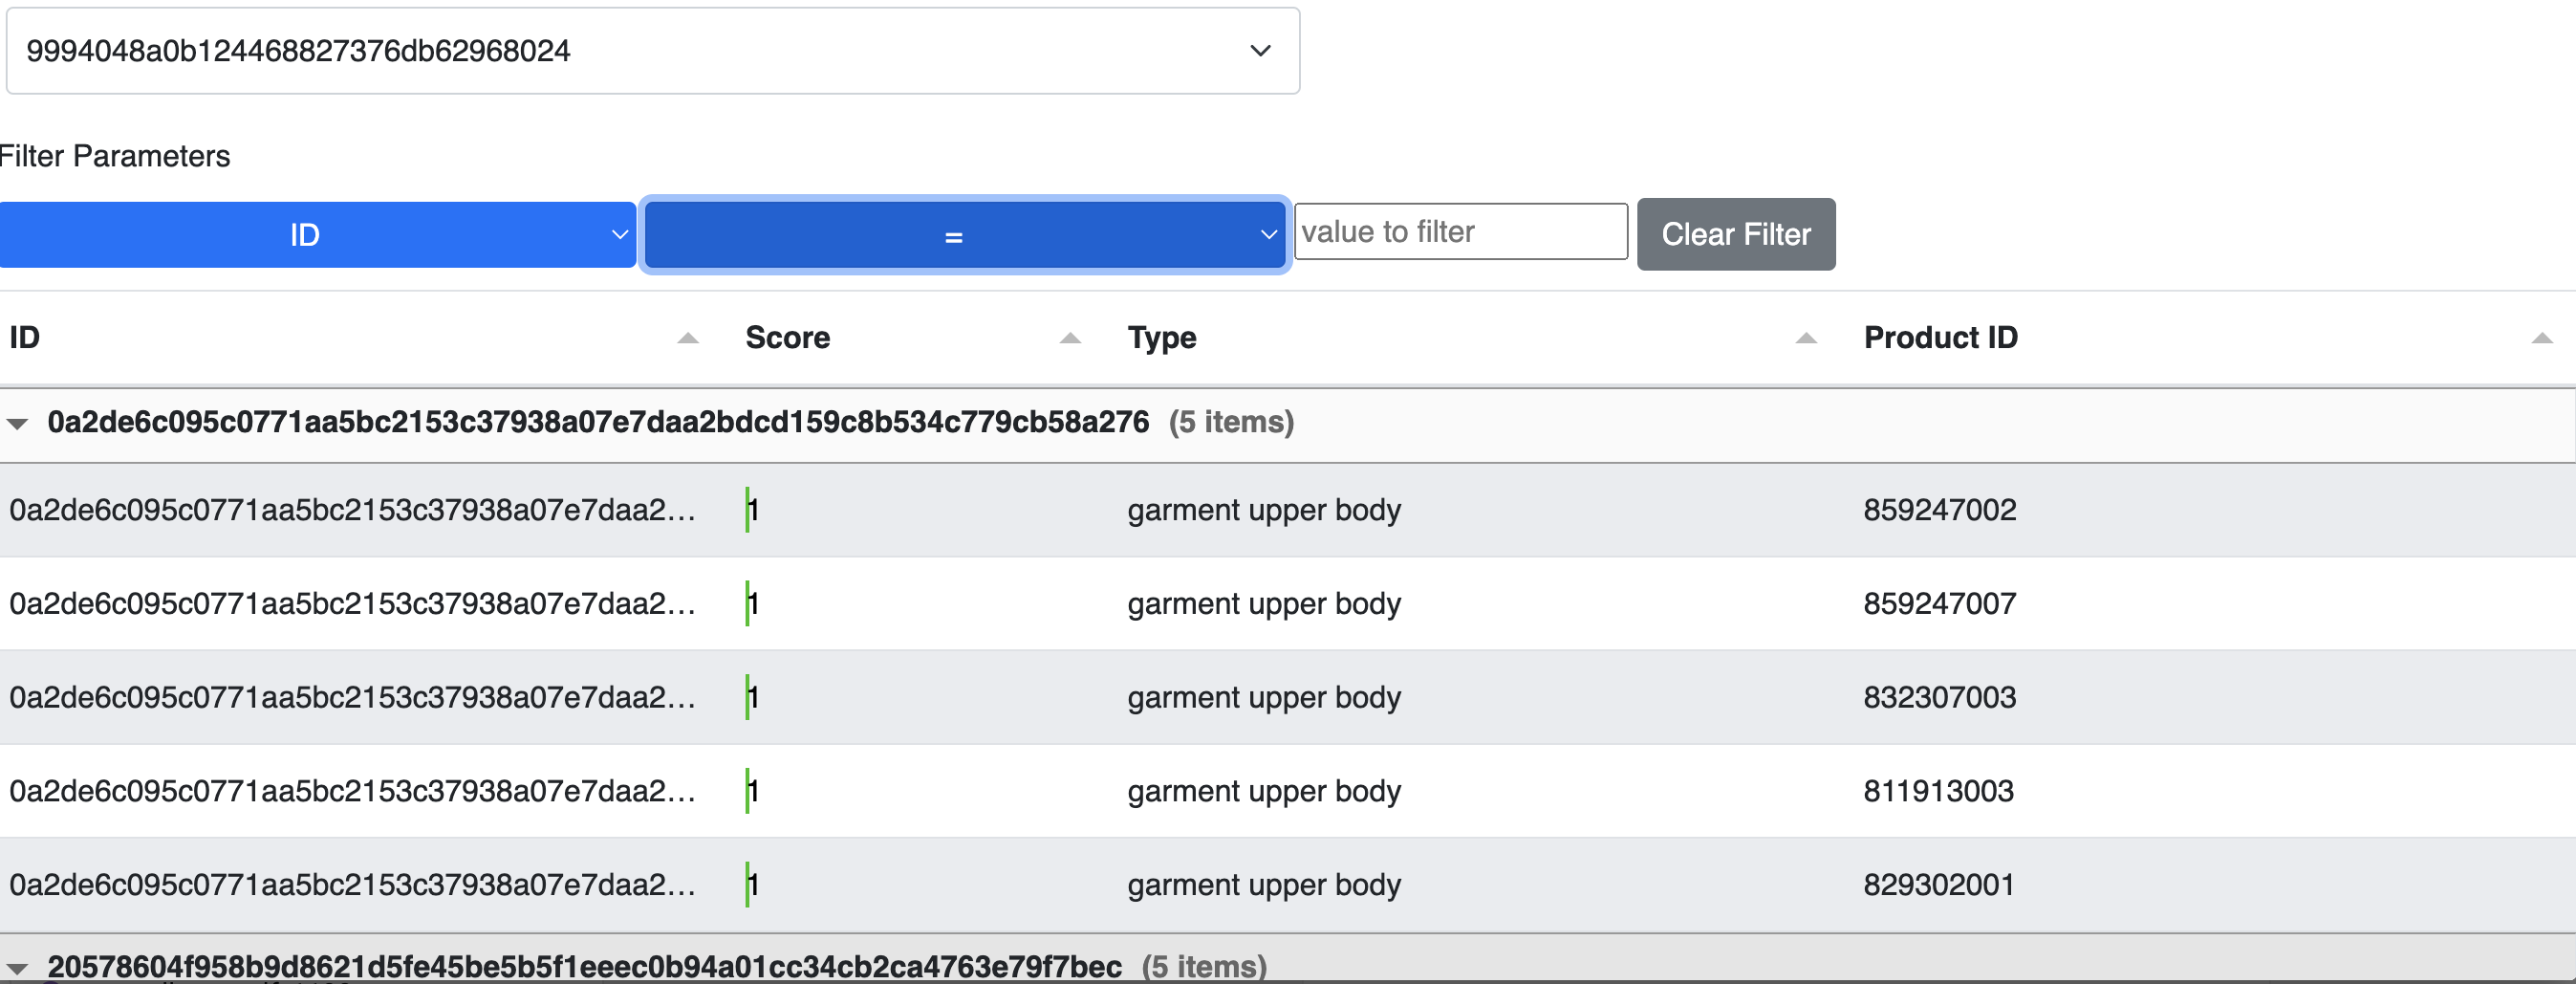 9994048a0b124468827376db62968024
Filter Parameters
ID = value to filter Clear Filter
ID Score Type Product ID
0a2de6c095c0771aa5bc2153c37938a07e7daa2bdcd159c8b534c779cb58a276 (5 items)
0a2de6c095c0771aa5bc2153c37938a07e7daa2... 1 garment upper body 859247002
0a2de6c095c0771aa5bc2153c37938a07e7daa2... 1 garment upper body 859247007
0a2de6c095c0771aa5bc2153c37938a07e7daa2... 1 garment upper body 832307003
0a2de6c095c0771aa5bc2153c37938a07e7daa2... 1 garment upper body 811913003
0a2de6c095c0771aa5bc2153c37938a07e7daa2... 1 garment upper body 829302001
20578604f958b9d8621d5fe45be5b5f1eeec0b94a01cc34cb2ca4763e79f7bec (5 items)